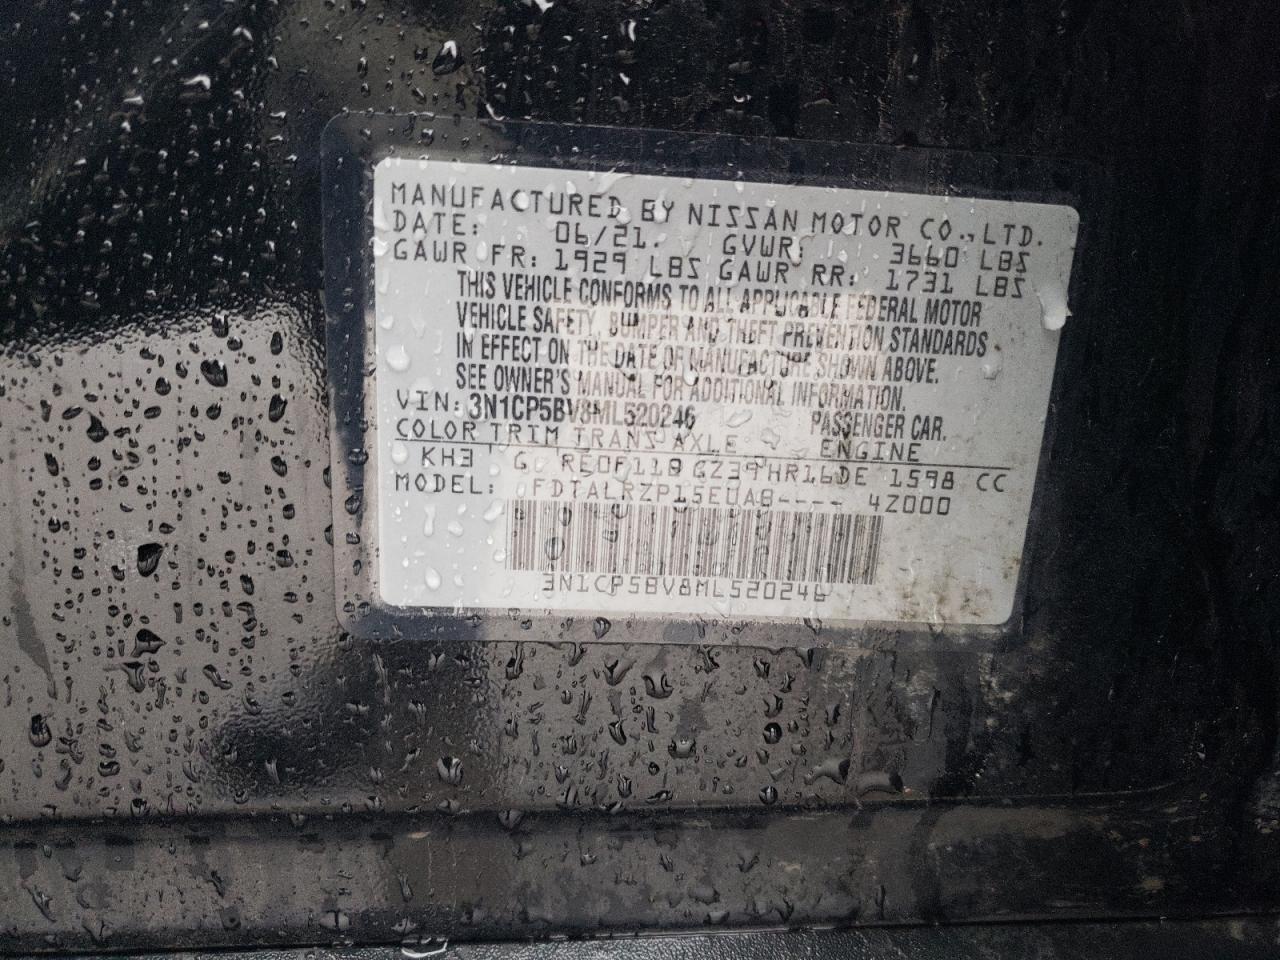 MANUFACTURED BY NISSAN MOTOR CO.,LTD.
DATE: 06/21. GVWR: 3660 LBS
GAWR FR: 1929 LBS GAWR RR: 1731 LBS
THIS VEHICLE CONFORMS TO ALL APPLICABLE FEDERAL MOTOR
VEHICLE SAFETY, BUMPER AND THEFT PREVENTION STANDARDS
IN EFFECT ON THE DATE OF MANUFACTURE SHOWN ABOVE.
SEE OWNER'S MANUAL FOR ADDITIONAL INFORMATION.
VIN: 3N1CP5BV8ML520246 PASSENGER CAR.
COLOR TRIM TRANS AXLE ENGINE
KH3 G RE0F11B GZ39 HR16DE 1598 CC
MODEL: FDTALRZP15EUA8---- 4Z000
3N1CP5BV8ML520246